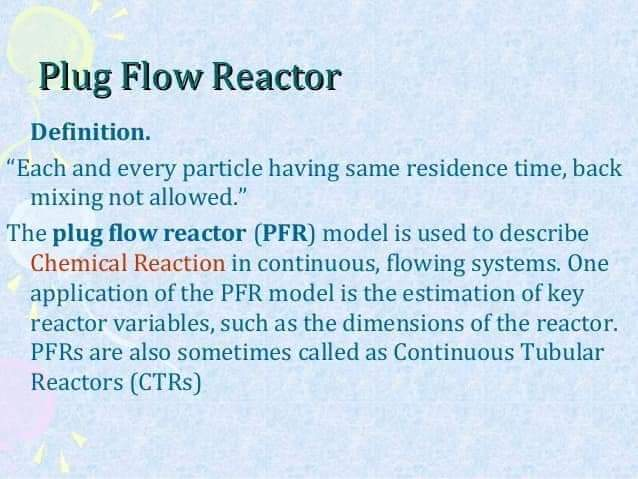 Plug Flow Reactor
Definition.
“Each and every particle having same residence time, back
mixing not allowed.”
The plug flow reactor (PFR) model is used to describe
Chemical Reaction in continuous, flowing systems. One
application of the PFR model is the estimation of key
reactor variables, such as the dimensions of the reactor.
PFRs are also sometimes called as Continuous Tubular
Reactors (CTRs)